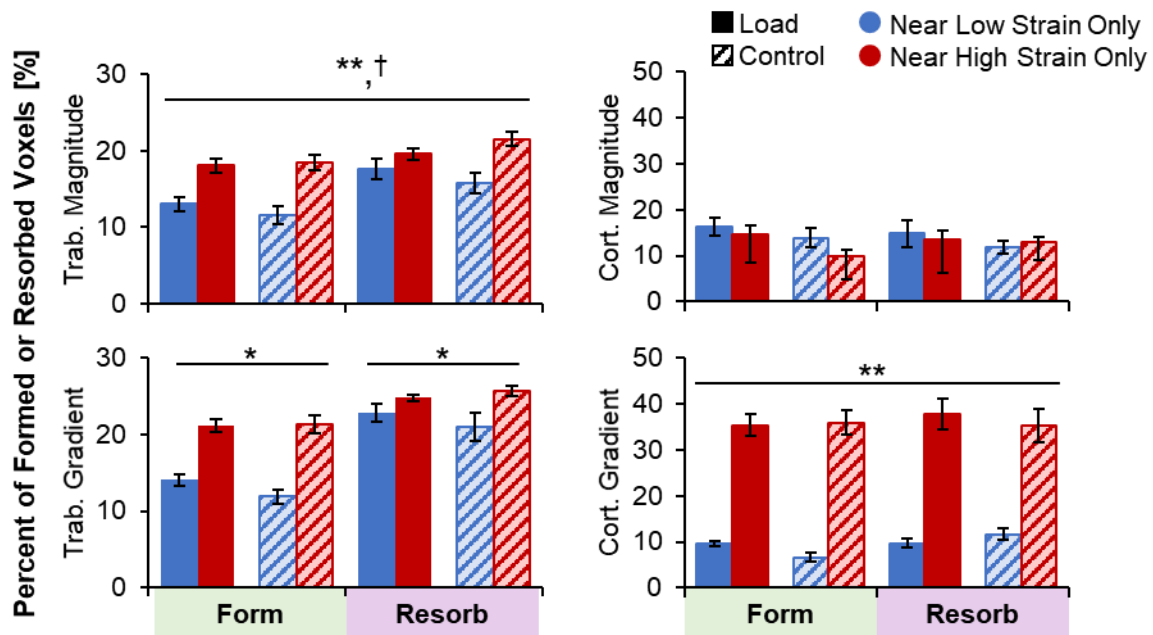 Load
Near Low Strain Only
Control
Near High Strain Only
Percent of Formed or Resorbed Voxels [%]
Trab. Magnitude
30
20
10
0
**,†
Cort. Magnitude
50
40
30
20
10
0
Trab. Gradient
30
20
10
0
*
*
Form
Resorb
Cort. Gradient
50
40
30
20
10
0
**
Form
Resorb